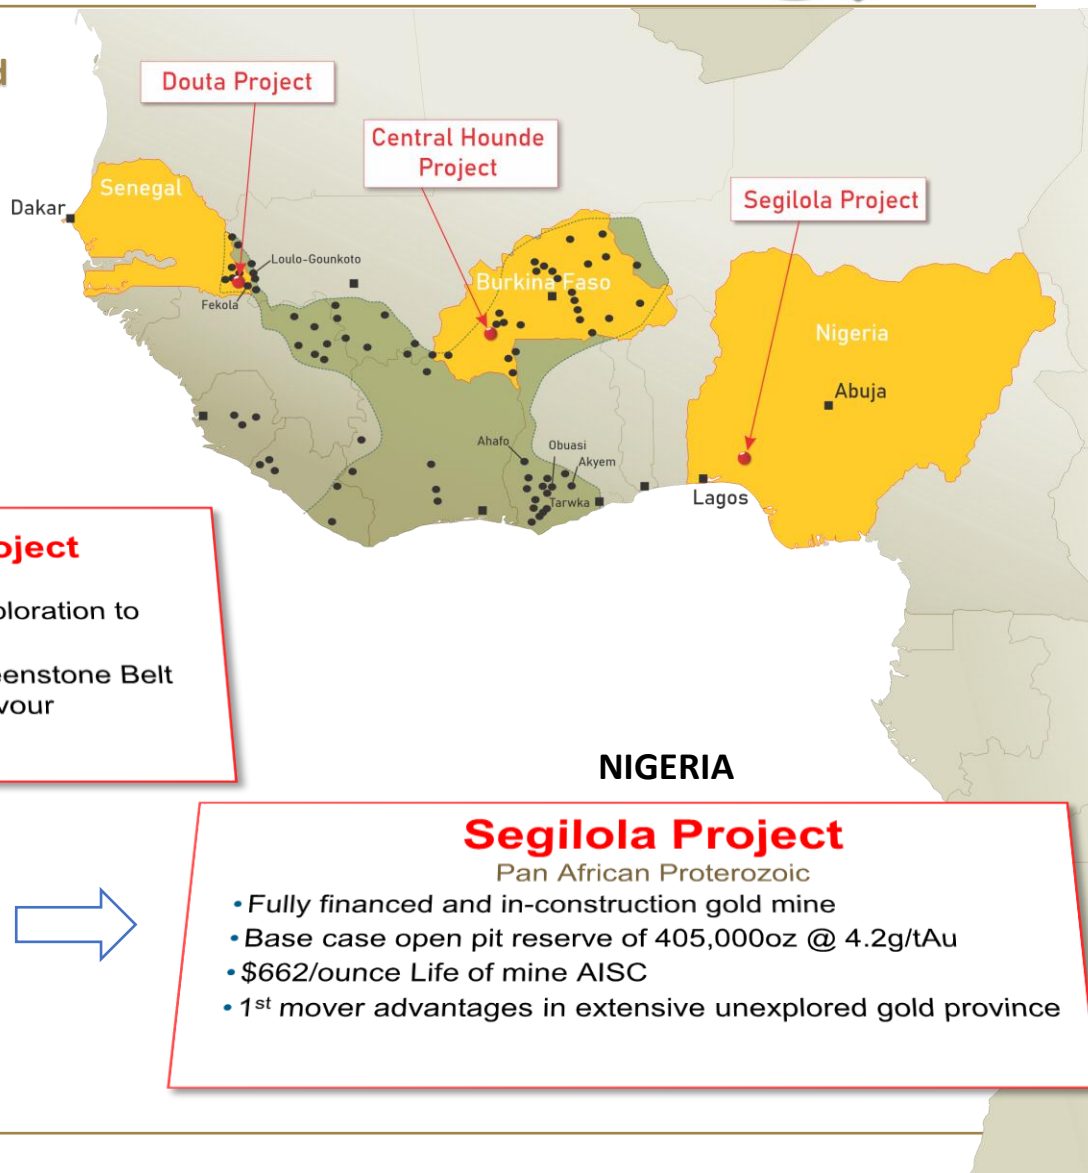 Douta Project
Central Hounde
Project
Segilola Project
Senegal
Dakar
Loulo-Gounkoto
Fekola
Burkina Faso
Nigeria
Abuja
Ahafo
Obuasi
Akyem
Tarwka
Lagos
oject
loration to
eenstone Belt
vour
NIGERIA
Segilola Project
Pan African Proterozoic
• Fully financed and in-construction gold mine
• Base case open pit reserve of 405,000oz @ 4.2g/tAu
• $662/ounce Life of mine AISC
• 1st mover advantages in extensive unexplored gold province